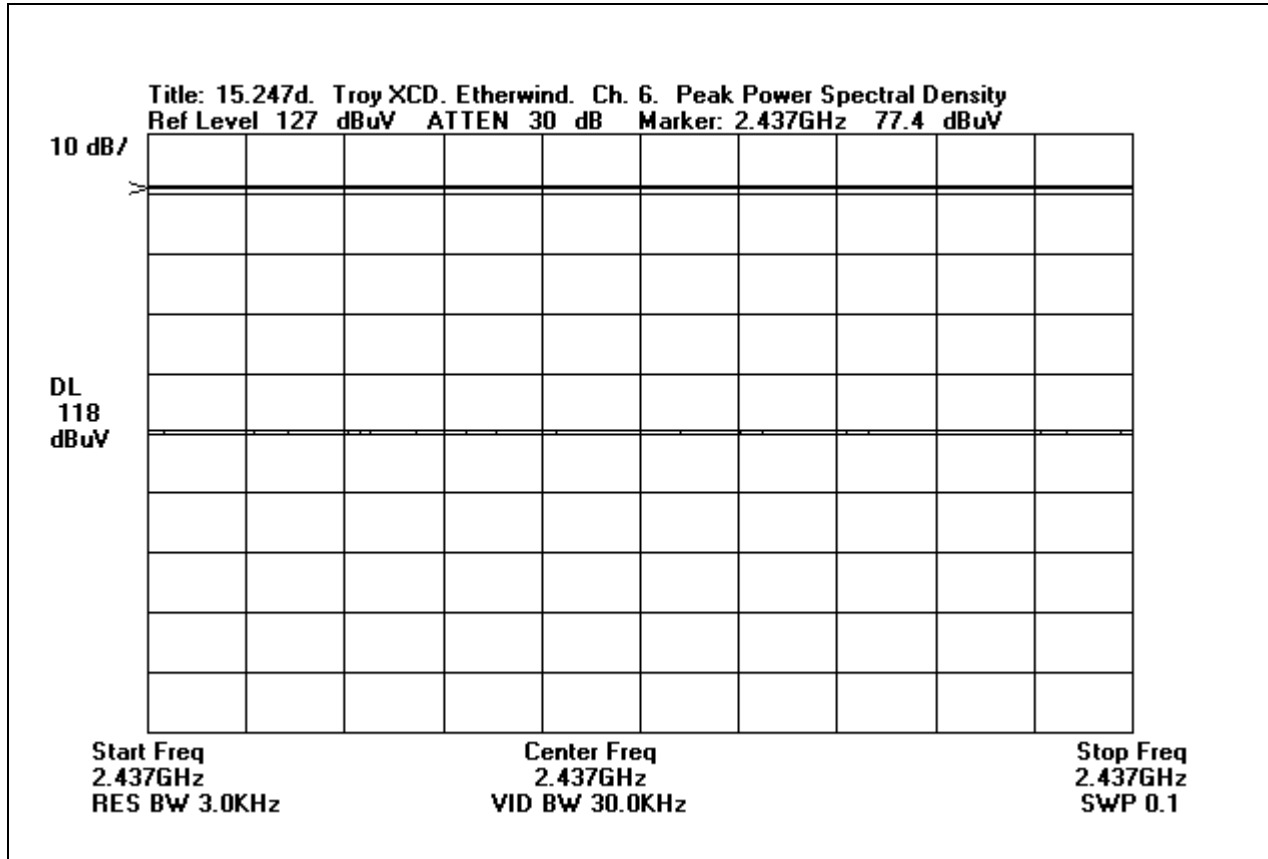 Title: 15.247d. Troy XCD. Etherwind. Ch. 6. Peak Power Spectral Density
Ref Level 127 dBuV ATTEN 30 dB Marker: 2.437GHz 77.4 dBuV
10 dB/
DL
118
dBuV
Start Freq Center Freq Stop Freq
2.437GHz 2.437GHz 2.437GHz
RES BW 3.0KHz VID BW 30.0KHz SWP 0.1